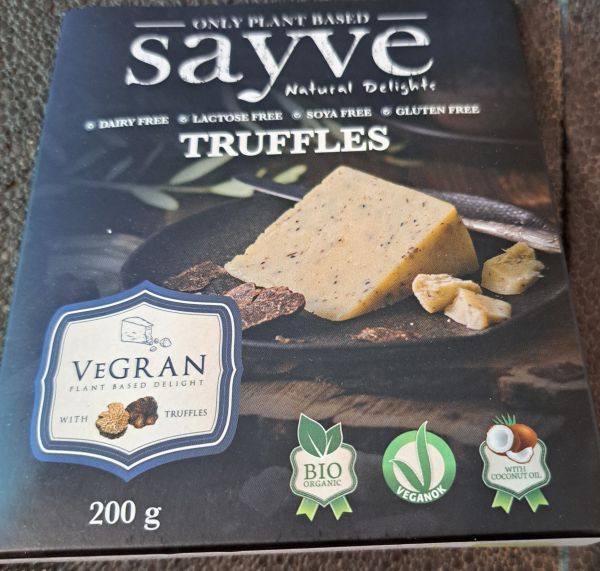 ONLY PLANT BASED
sayve
Natural Delights
DAIRY FREE LACTOSE FREE SOYA FREE GLUTEN FREE
TRUFFLES
VEGRAN
PLANT BASED DELIGHT
WITH TRUFFLES
BIO
ORGANIC
VEGANOK
WITH
COCONUT OIL
200 g